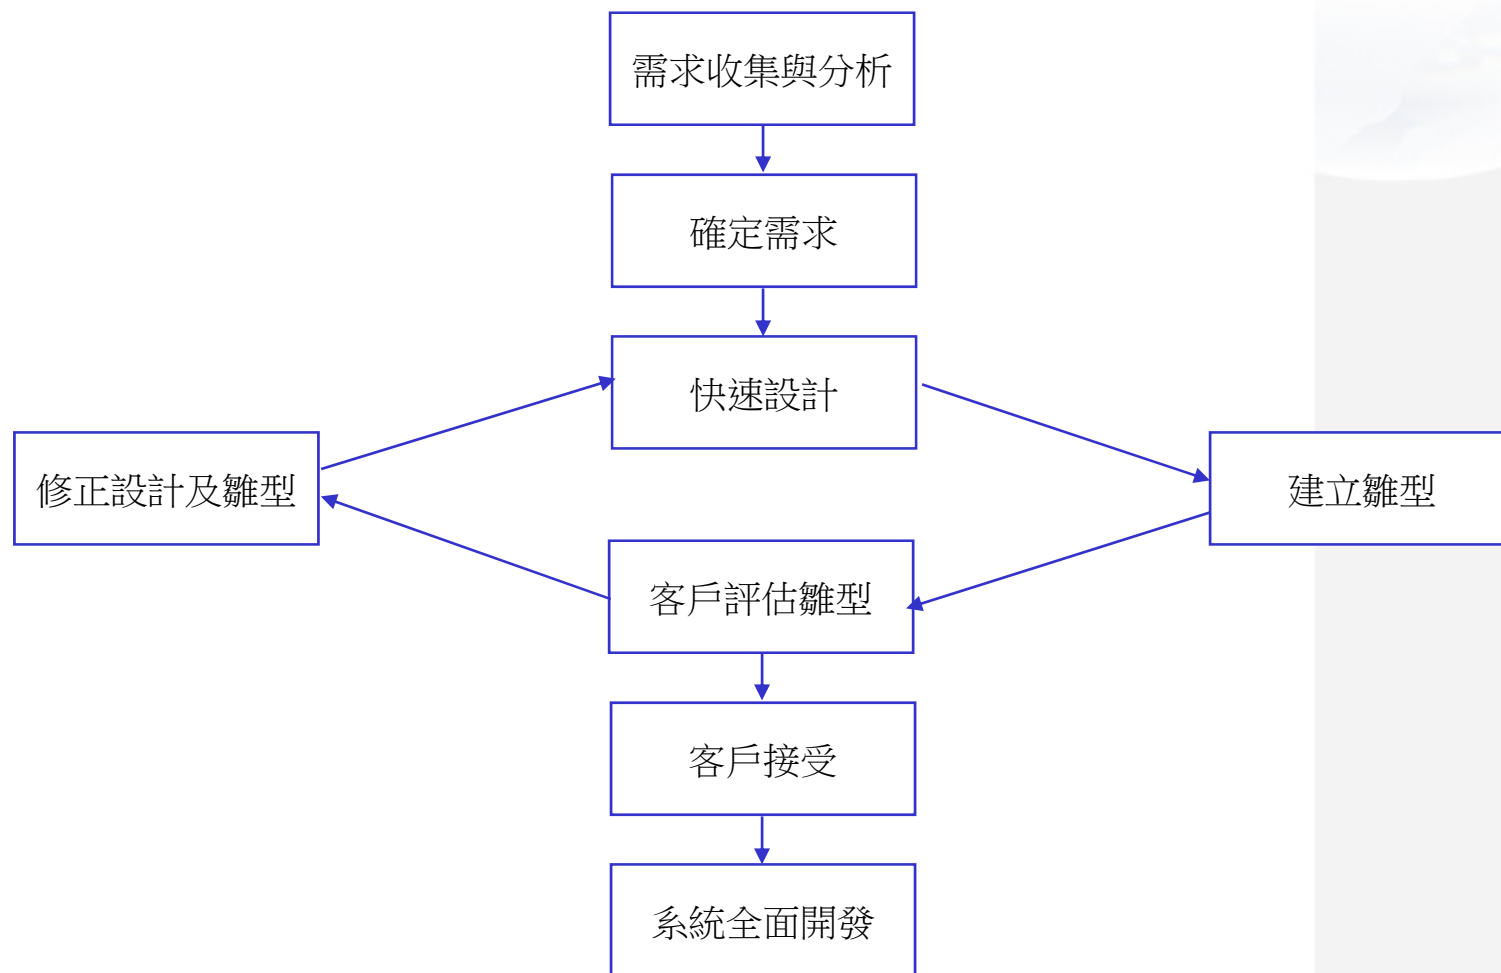 需求收集與分析
確定需求
快速設計
修正設計及雛型
建立雛型
客戶評估雛型
客戶接受
系統全面開發